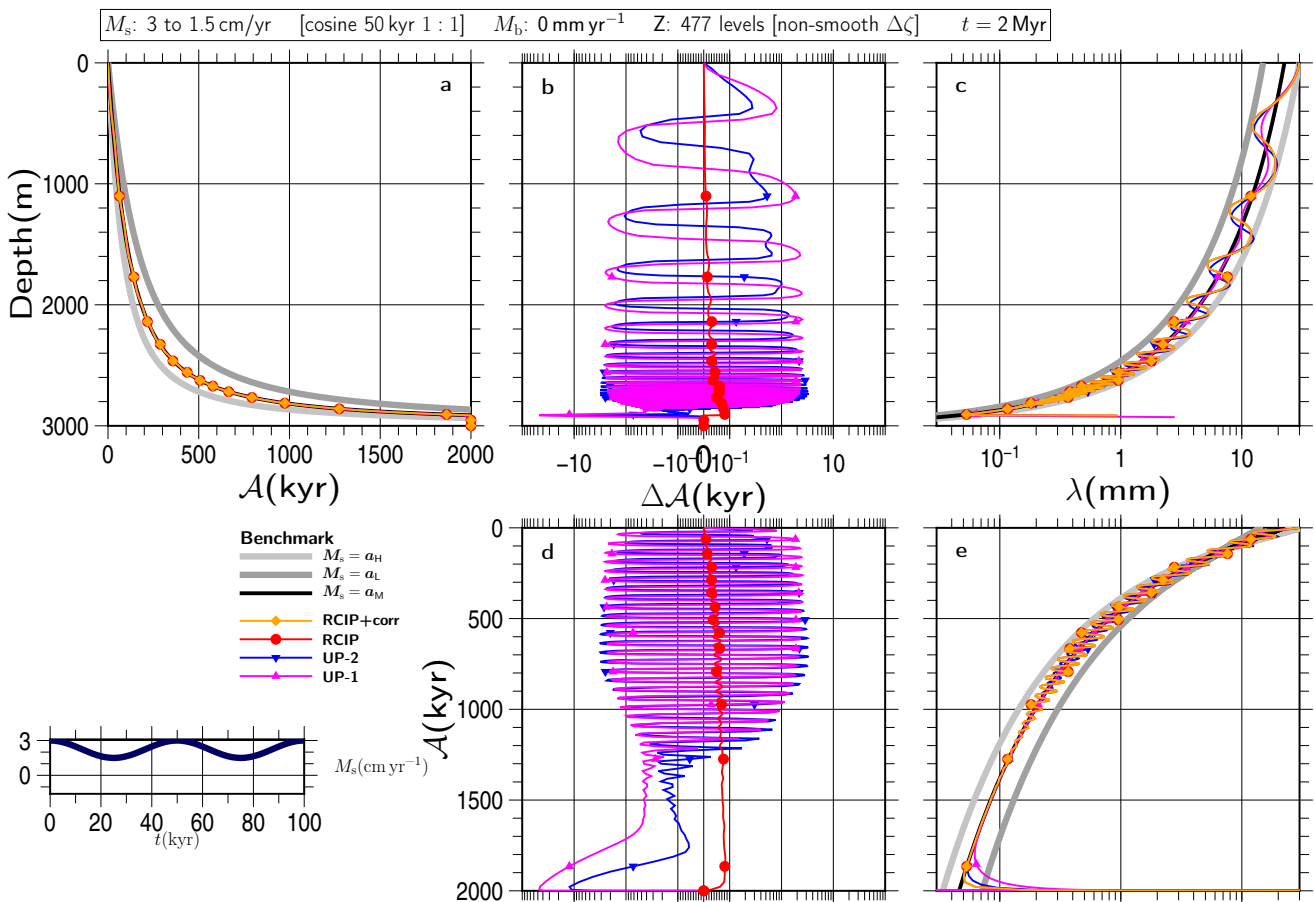 Mₛ: 3 to 1.5 cm/yr [cosine 50 kyr 1 : 1] M_b: 0 mm yr⁻¹ Z: 477 levels [non-smooth Δζ] t = 2 Myr
a
b
c
0
1000
2000
3000
Depth(m)
0 500 1000 1500 2000
𝒜(kyr)
−10 −10⁻¹ 0 10⁻¹ 10
Δ𝒜(kyr)
10⁻¹ 1 10
λ(mm)
d
e
0
500
1000
1500
2000
𝒜(kyr)
Benchmark
Mₛ = a_H
Mₛ = a_L
Mₛ = a_M
RCIP+corr
RCIP
UP-2
UP-1
3
0
Mₛ(cm yr⁻¹)
0 20 40 60 80 100
t(kyr)